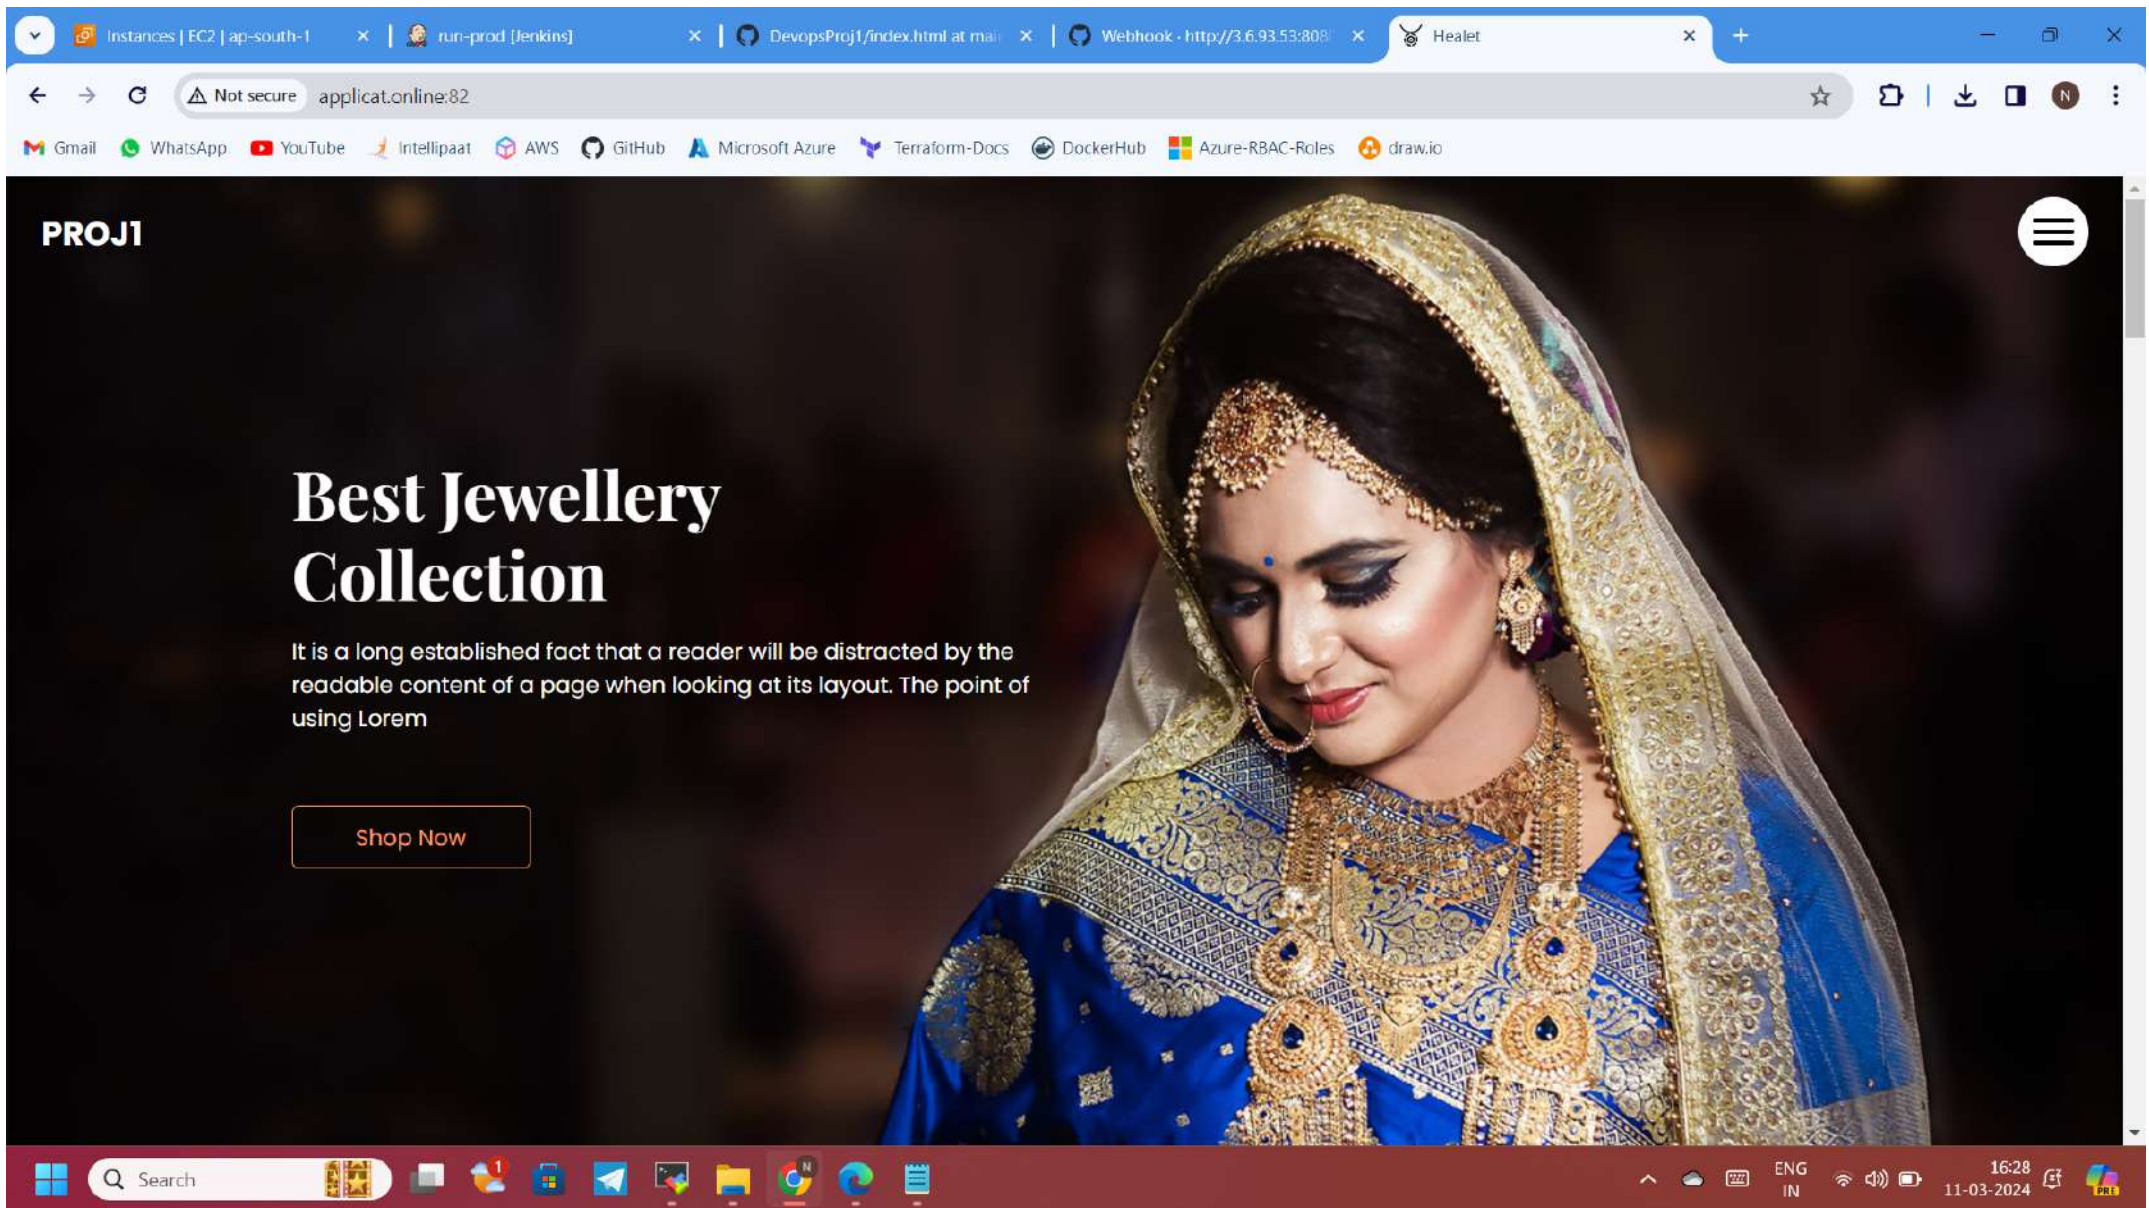 Instances | EC2 | ap-south-1
run-prod [Jenkins]
DevopsProj1/index.html at mai
Webhook · http://3.6.93.53:808
Healet
Not secure
applicat.online:82
N
Gmail
WhatsApp
YouTube
Intellipaat
AWS
GitHub
Microsoft Azure
Terraform-Docs
DockerHub
Azure-RBAC-Roles
draw.io
PROJ1
Best Jewellery
Collection
It is a long established fact that a reader will be distracted by the
readable content of a page when looking at its layout. The point of
using Lorem
Shop Now
Search
1
N
ENG
IN
16:28
11-03-2024
PRE